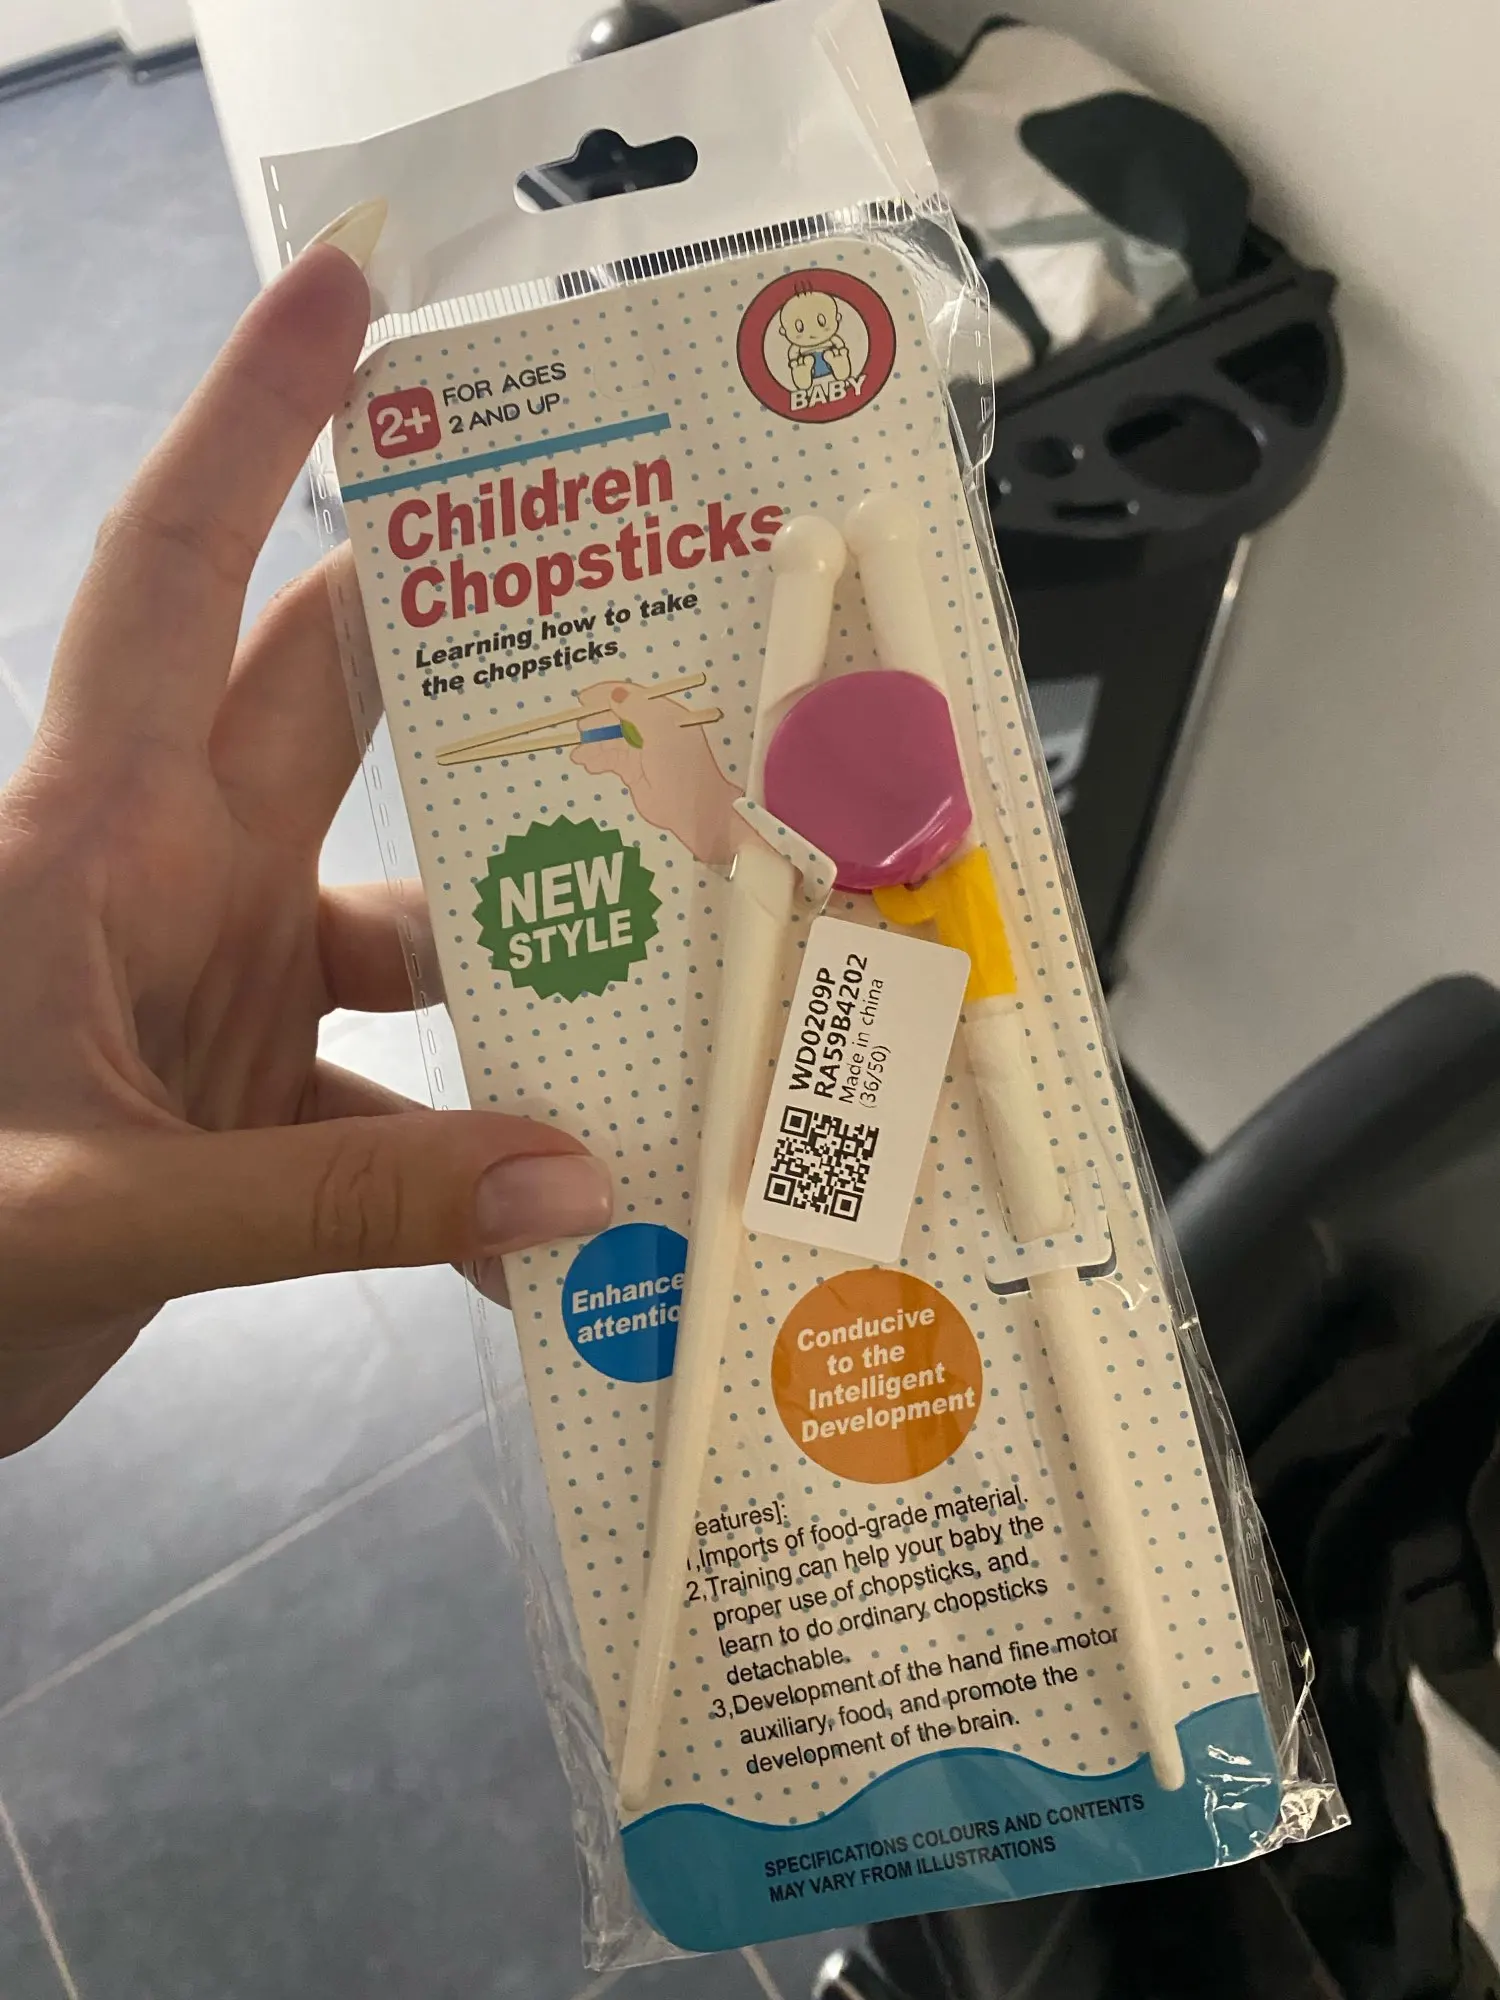 2+
FOR AGES
2 AND UP
BABY
Children
Chopsticks
Learning how to take
the chopsticks
NEW
STYLE
WD0209P
RA59B4202
Made in china
(36/50)
Enhance
attentio
Conducive
to the
Intelligent
Development
eatures]:
1,Imports of food-grade material.
2,Training can help your baby the
proper use of chopsticks, and
learn to do ordinary chopsticks
detachable.
3,Development of the hand fine motor
auxiliary, food, and promote the
development of the brain.
SPECIFICATIONS COLOURS AND CONTENTS
MAY VARY FROM ILLUSTRATIONS